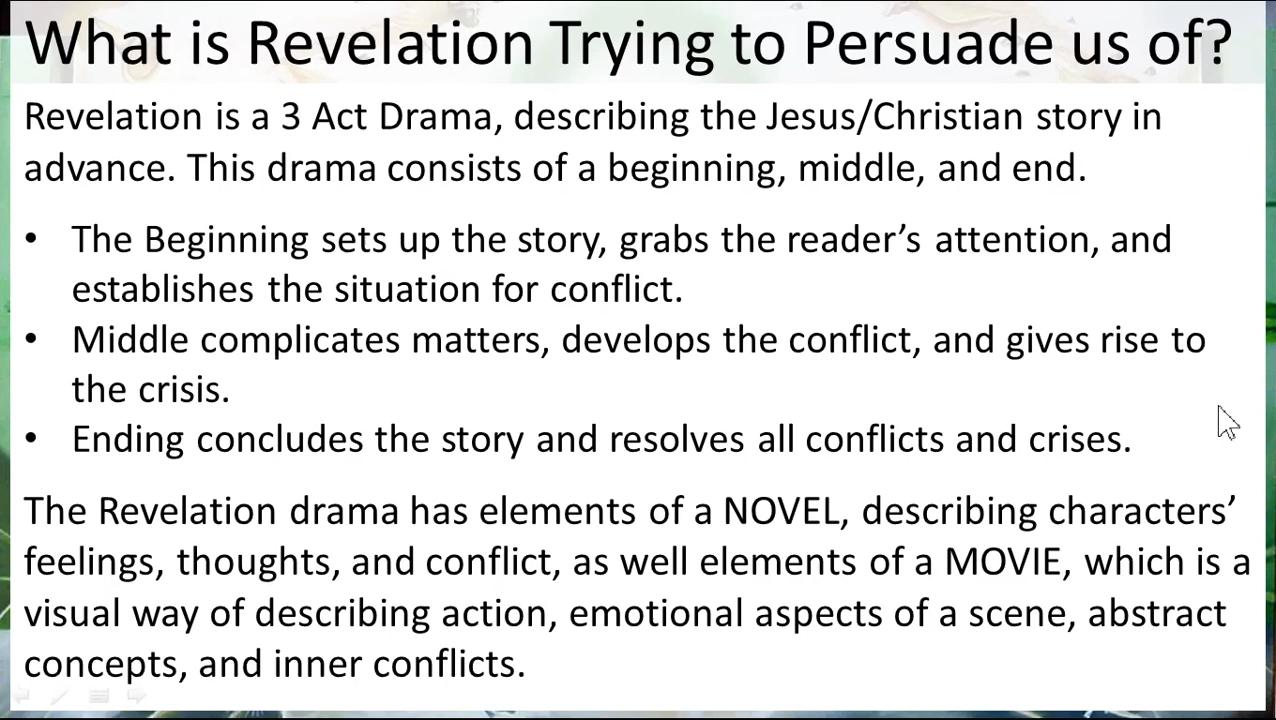 What is Revelation Trying to Persuade us of?
Revelation is a 3 Act Drama, describing the Jesus/Christian story in
advance. This drama consists of a beginning, middle, and end.
• The Beginning sets up the story, grabs the reader’s attention, and
establishes the situation for conflict.
• Middle complicates matters, develops the conflict, and gives rise to
the crisis.
• Ending concludes the story and resolves all conflicts and crises.
The Revelation drama has elements of a NOVEL, describing characters’
feelings, thoughts, and conflict, as well elements of a MOVIE, which is a
visual way of describing action, emotional aspects of a scene, abstract
concepts, and inner conflicts.